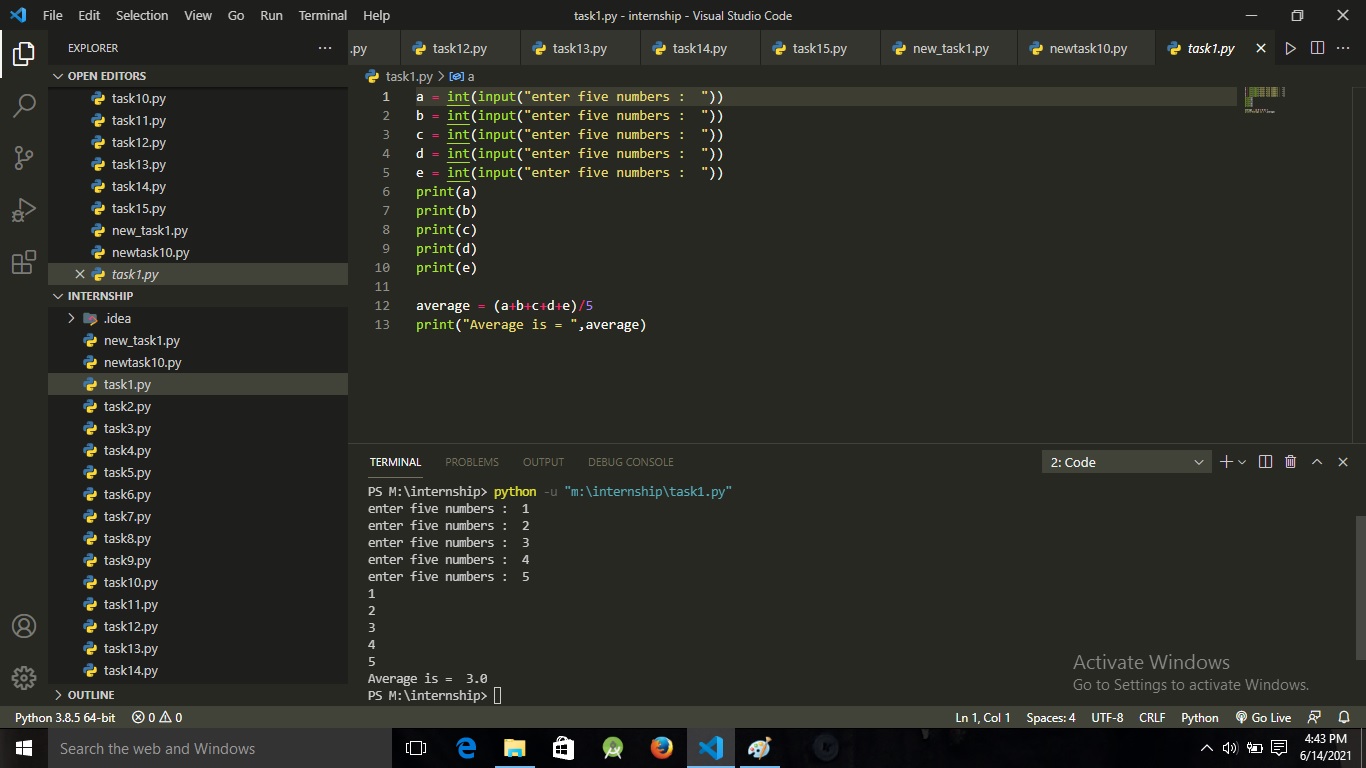 File Edit Selection View Go Run Terminal Help
task1.py - internship - Visual Studio Code
EXPLORER
OPEN EDITORS
task10.py
task11.py
task12.py
task13.py
task14.py
task15.py
new_task1.py
newtask10.py
task1.py
INTERNSHIP
.idea
new_task1.py
newtask10.py
task1.py
task2.py
task3.py
task4.py
task5.py
task6.py
task7.py
task8.py
task9.py
task10.py
task11.py
task12.py
task13.py
task14.py
OUTLINE
.py task12.py task13.py task14.py task15.py new_task1.py newtask10.py task1.py
task1.py > a
1 a = int(input("enter five numbers :  "))
2 b = int(input("enter five numbers :  "))
3 c = int(input("enter five numbers :  "))
4 d = int(input("enter five numbers :  "))
5 e = int(input("enter five numbers :  "))
6 print(a)
7 print(b)
8 print(c)
9 print(d)
10 print(e)
11
12 average = (a+b+c+d+e)/5
13 print("Average is = ",average)
TERMINAL PROBLEMS OUTPUT DEBUG CONSOLE
2: Code
PS M:\internship> python -u "m:\internship\task1.py"
enter five numbers :  1
enter five numbers :  2
enter five numbers :  3
enter five numbers :  4
enter five numbers :  5
1
2
3
4
5
Average is =  3.0
PS M:\internship>
Activate Windows
Go to Settings to activate Windows.
Python 3.8.5 64-bit 0 0 Ln 1, Col 1 Spaces: 4 UTF-8 CRLF Python Go Live
Search the web and Windows
4:43 PM
6/14/2021